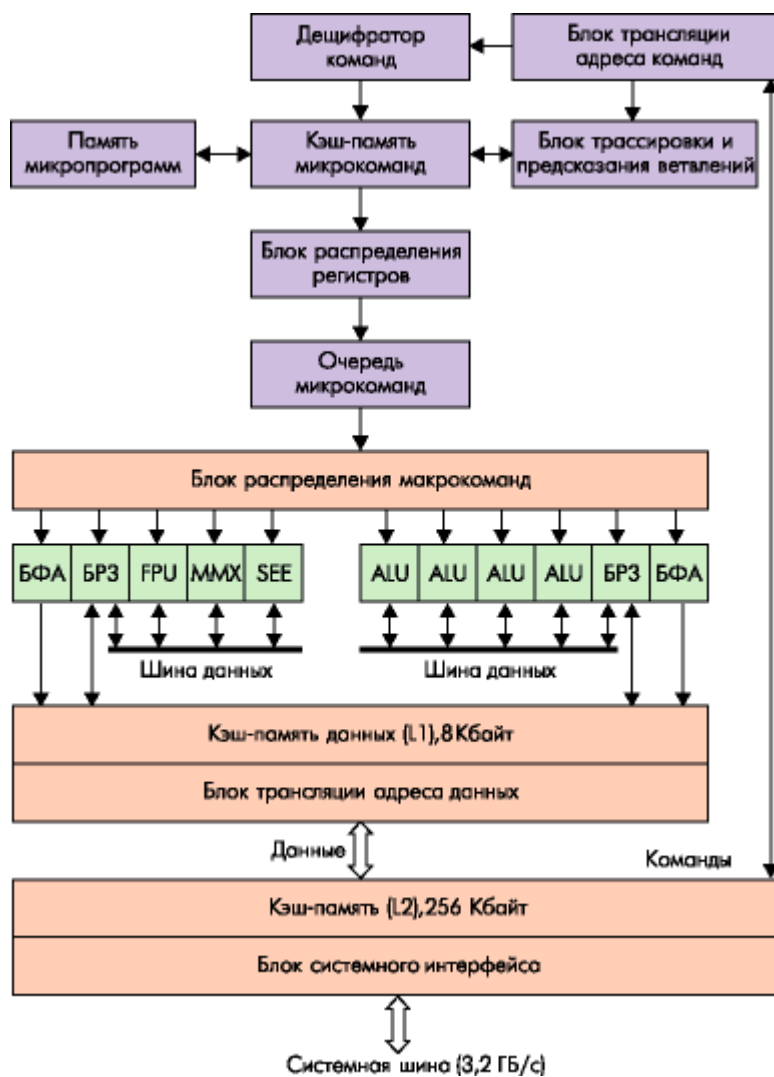 Дещифратор
команд
Блок трансляции
адреса команд
Память
микропрограмм
Кэш-память
микрокоманд
Блок трассировки и
предсказания ветвлений
Блок распределения
регистров
Очередь
микрокоманд
Блок распределения макрокоманд
БФА БРЗ FPU MMX SEE ALU ALU ALU ALU БРЗ БФА
Шина данных Шина данных
Кэш-память данных (L1),8Кбайт
Блок трансляции адреса данных
Данные
Команды
Кэш-память (L2),256 Кбайт
Блок системного интерфейса
Системная шина (3,2 ГБ/с)